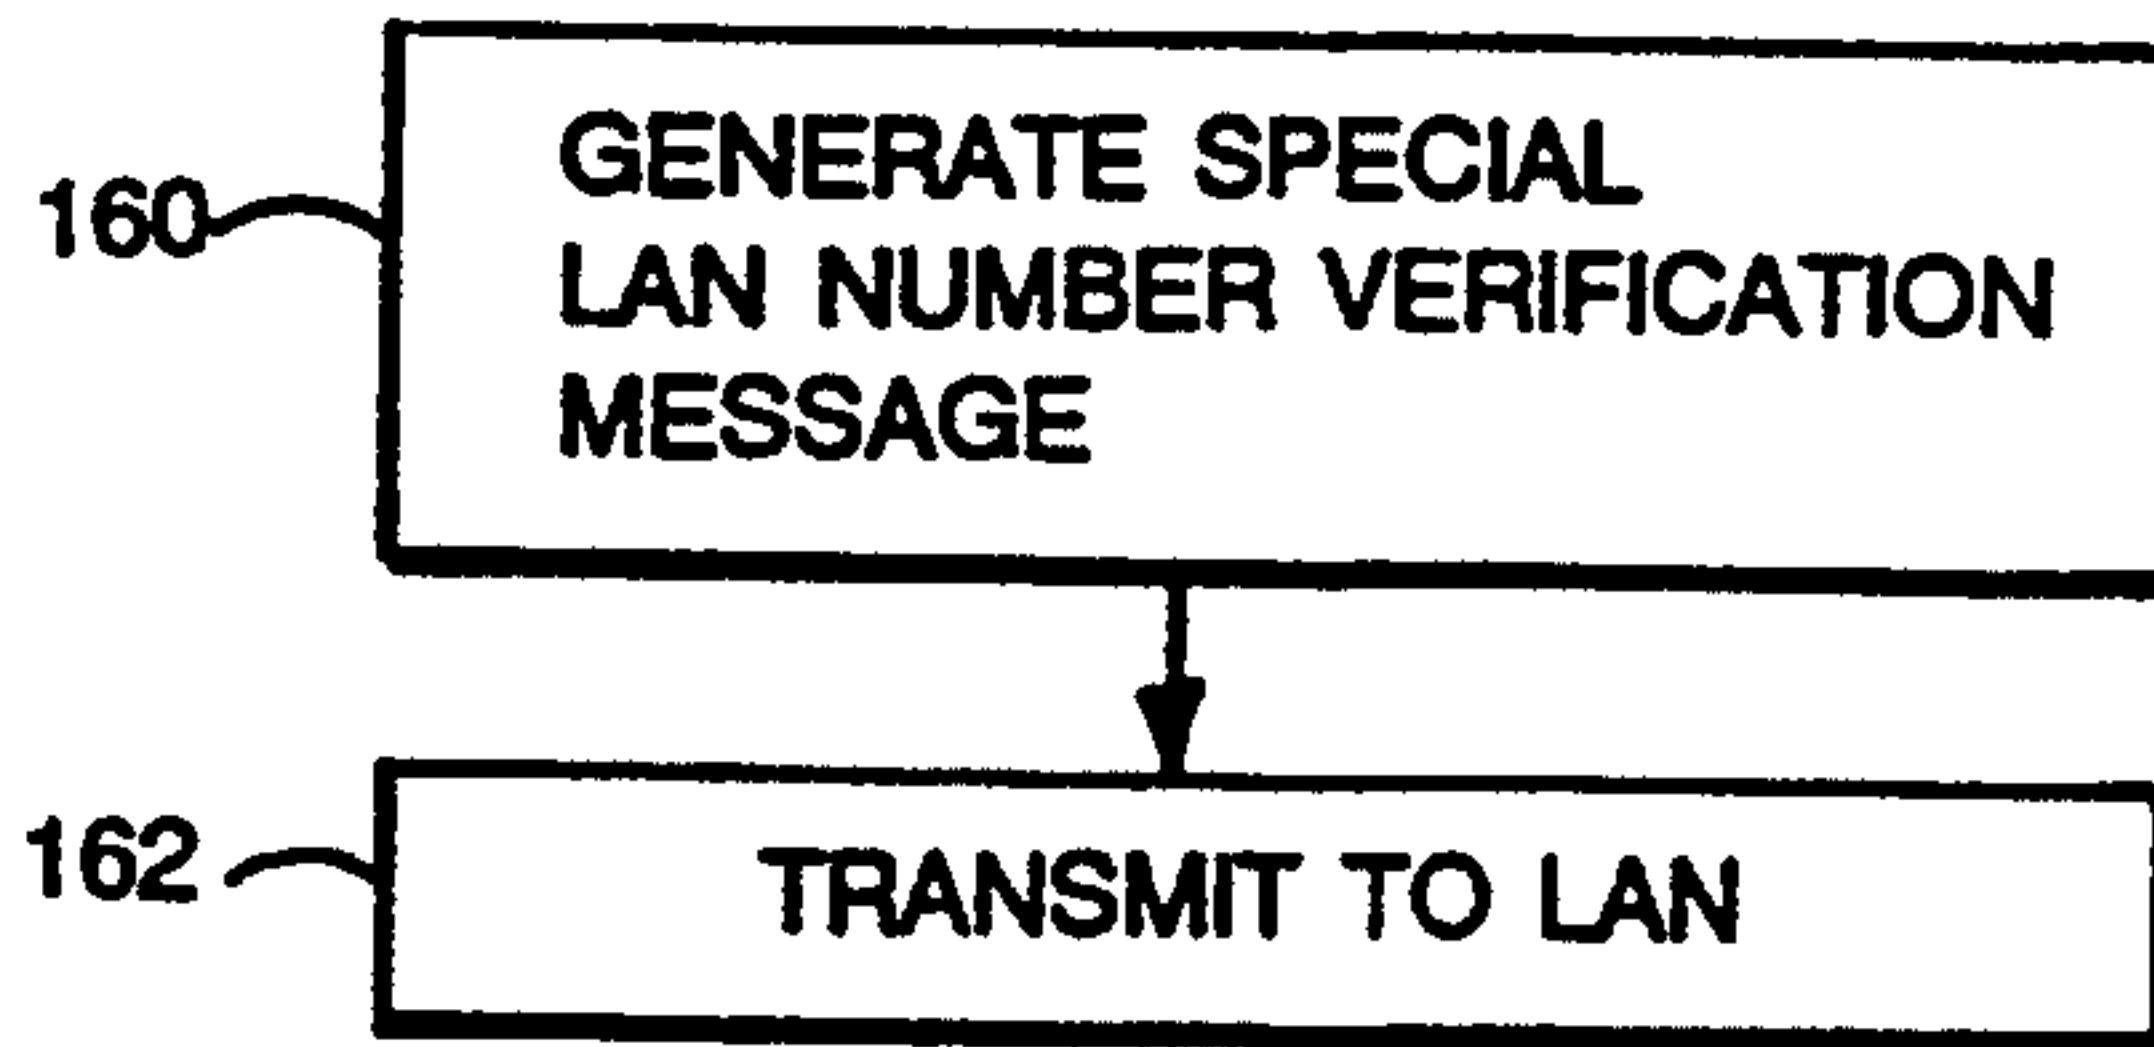 160
GENERATE SPECIAL
LAN NUMBER VERIFICATION
MESSAGE
162
TRANSMIT TO LAN